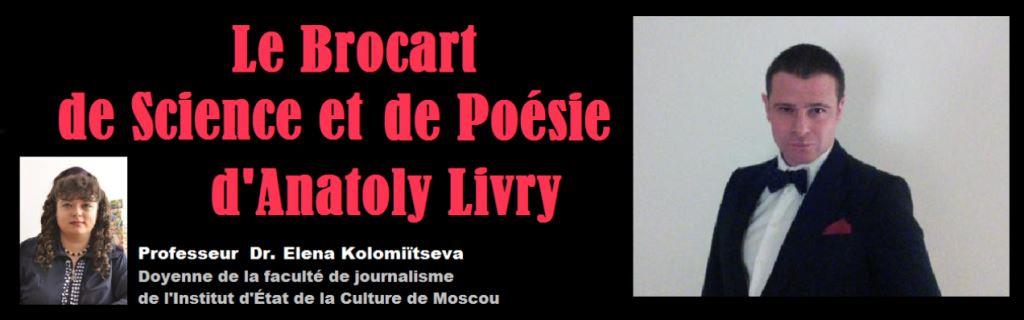 Le Brocart
de Science et de Poésie
d'Anatoly Livry
Professeur Dr. Elena Kolomiïtseva
Doyenne de la faculté de journalisme
de l'Institut d'État de la Culture de Moscou